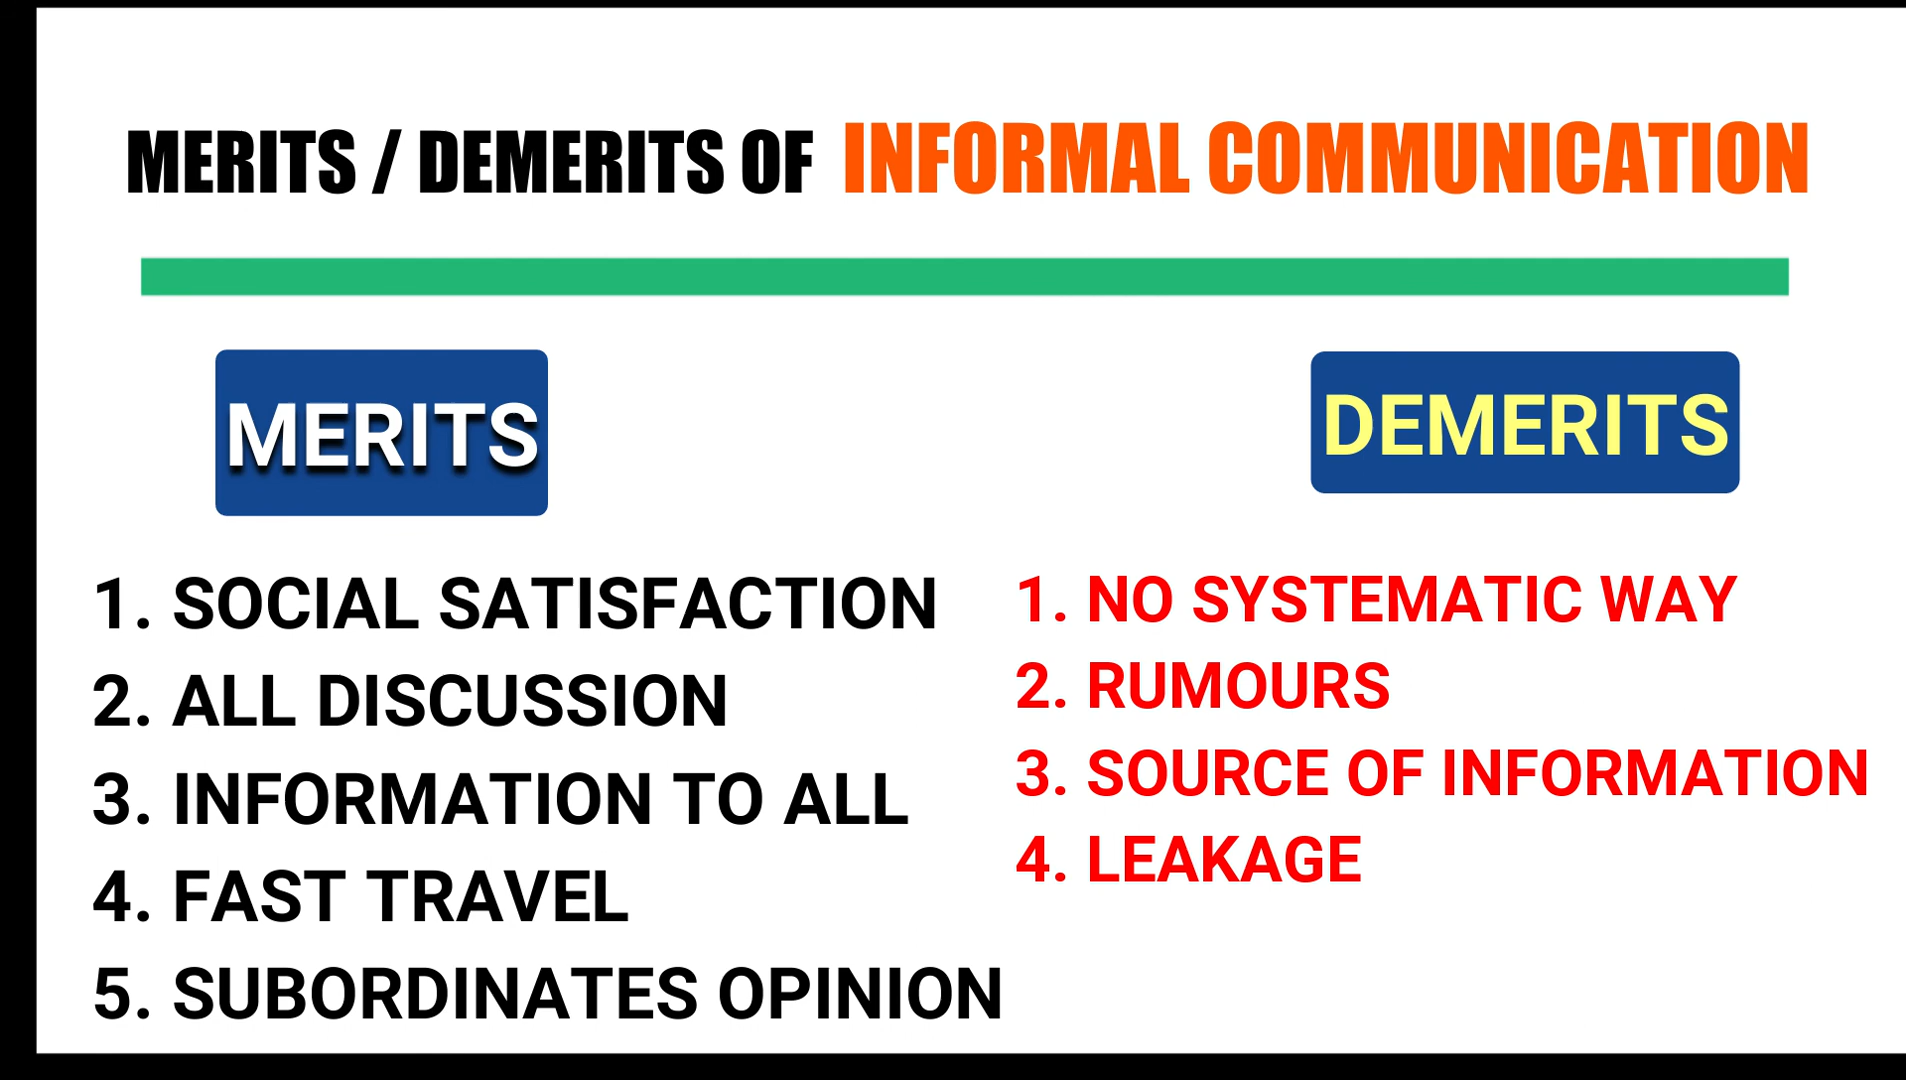 MERITS / DEMERITS OF INFORMAL COMMUNICATION
MERITS
1. SOCIAL SATISFACTION
2. ALL DISCUSSION
3. INFORMATION TO ALL
4. FAST TRAVEL
5. SUBORDINATES OPINION
DEMERITS
1. NO SYSTEMATIC WAY
2. RUMOURS
3. SOURCE OF INFORMATION
4. LEAKAGE